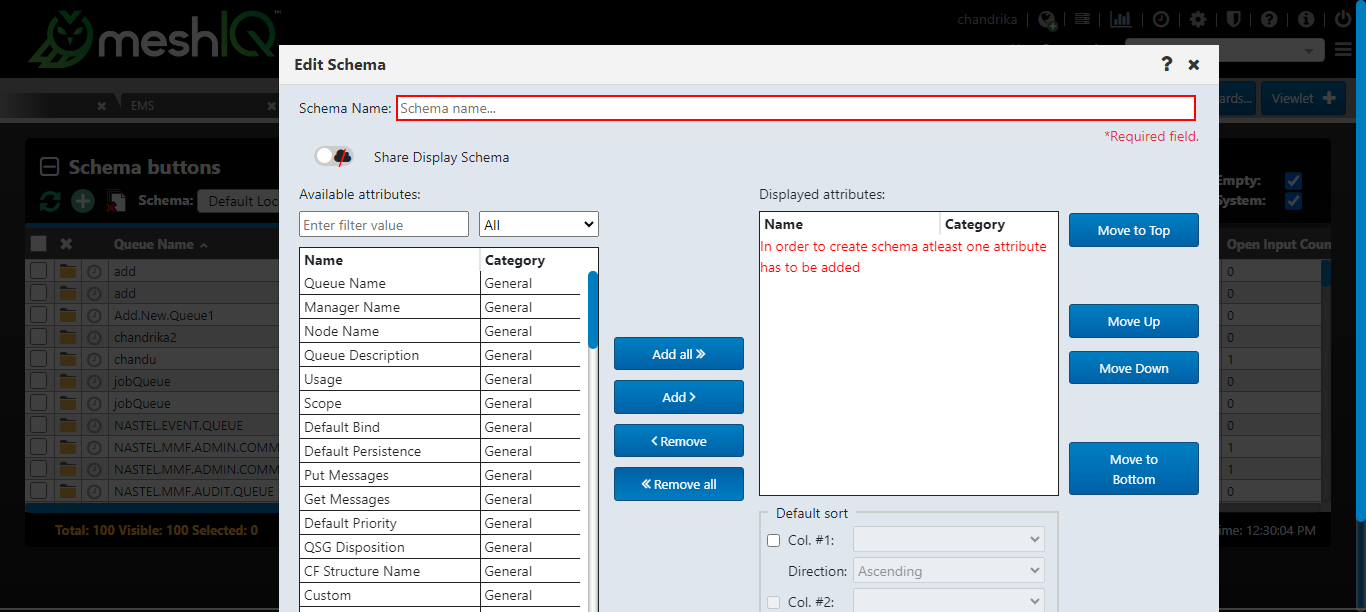 meshIQ™
chandrika
Edit Schema
EMS
Schema Name: Schema name...
ards... Viewlet
*Required field.
Share Display Schema
Schema buttons
Schema: Default Loc
Empty:
System:
Available attributes:
Enter filter value All
Displayed attributes:
Name Category
In order to create schema atleast one attribute
has to be added
Move to Top
Move Up
Move Down
Move to
Bottom
Name Category
Queue Name General
Manager Name General
Node Name General
Queue Description General
Usage General
Scope General
Default Bind General
Default Persistence General
Put Messages General
Get Messages General
Default Priority General
QSG Disposition General
CF Structure Name General
Custom General
Add all
Add
Remove
Remove all
Default sort
Col. #1:
Direction: Ascending
Col. #2:
Queue Name Open Input Coun
add 0
add 0
Add.New.Queue1 0
chandrika2 0
chandu 1
jobQueue 0
jobQueue 0
NASTEL.EVENT.QUEUE 0
NASTEL.MMF.ADMIN.COMM 1
NASTEL.MMF.ADMIN.COMM 1
NASTEL.MMF.AUDIT.QUEUE 0
Total: 100 Visible: 100 Selected: 0
ime: 12:30:04 PM